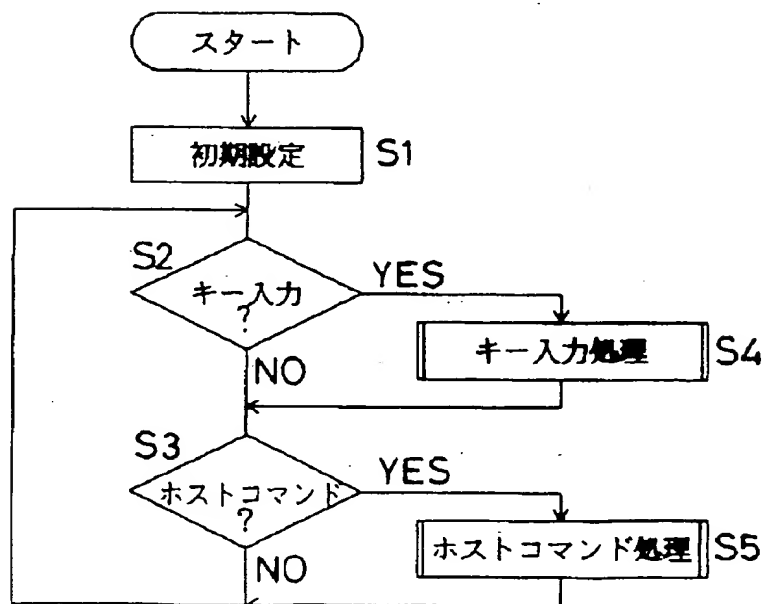 スタート
初期設定 S1
S2
キー入力
?
YES
キー入力処理 S4
NO
S3
ホストコマンド
?
YES
ホストコマンド処理 S5
NO